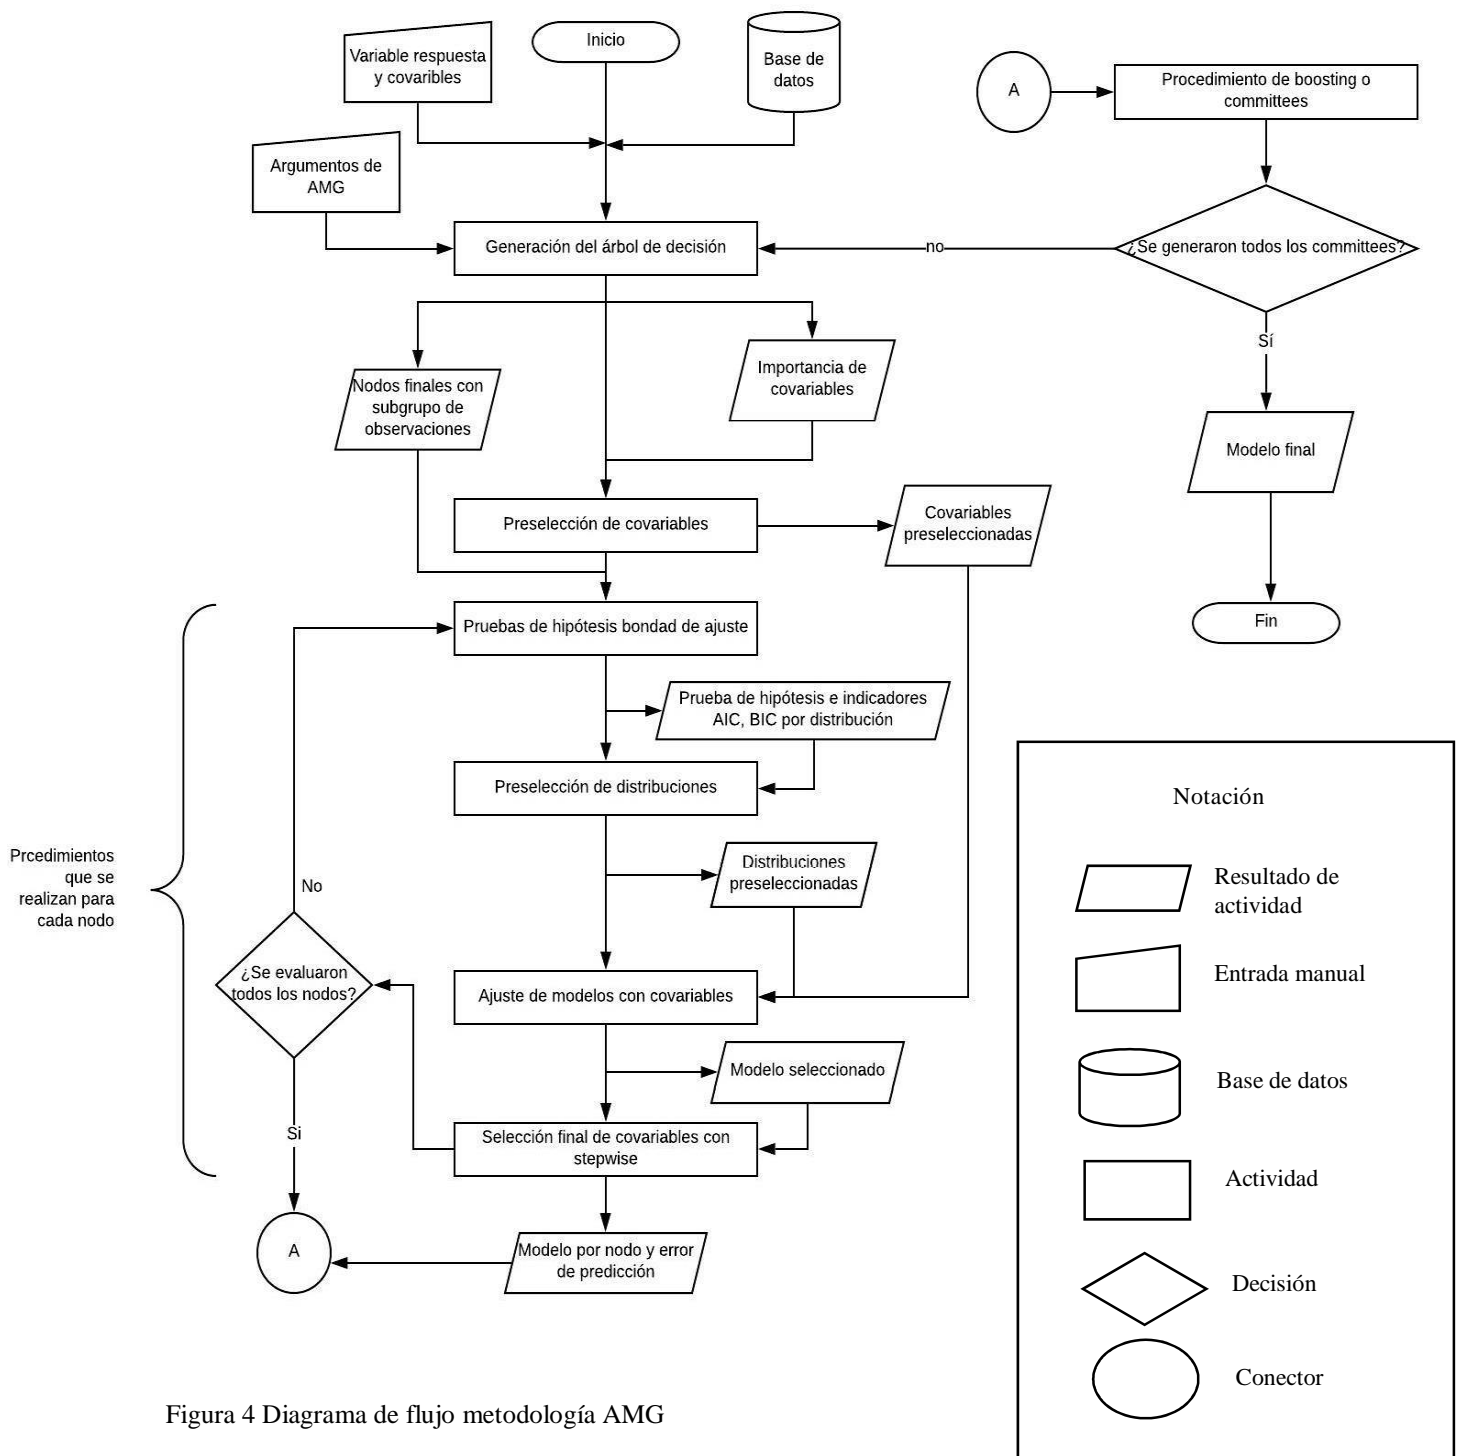 Inicio
Variable respuesta
y covaribles
Base de
datos
Argumentos de
AMG
Generación del árbol de decisión
Nodos finales con
subgrupo de
observaciones
Importancia de
covariables
Preselección de covariables
Covariables
preseleccionadas
Pruebas de hipótesis bondad de ajuste
Prueba de hipótesis e indicadores
AIC, BIC por distribución
Preselección de distribuciones
Distribuciones
preseleccionadas
Ajuste de modelos con covariables
Modelo seleccionado
Selección final de covariables con
stepwise
Modelo por nodo y error
de predicción
Prcedimientos
que se
realizan para
cada nodo
No
¿Se evaluaron
todos los nodos?
Si
A
A
Procedimiento de boosting o
committees
¿Se generaron todos los committees?
no
Sí
Modelo final
Fin
Notación
Resultado de
actividad
Entrada manual
Base de datos
Actividad
Decisión
Conector
Figura 4 Diagrama de flujo metodología AMG